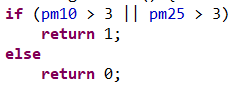 if (pm10 > 3 || pm25 > 3)
return 1;
else
return 0;